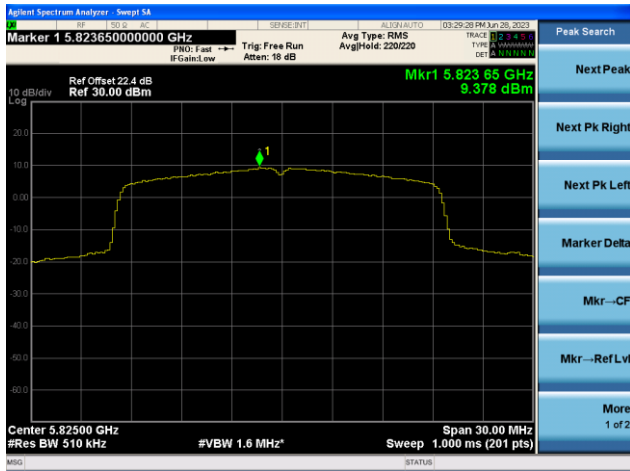 Agilent Spectrum Analyzer - Swept SA
RF 50 Ω AC SENSE:INT ALIGN AUTO 03:29:28 PM Jun 28, 2023
Marker 1 5.823650000000 GHz
PNO: Fast
IFGain:Low
Trig: Free Run
Atten: 18 dB
Avg Type: RMS
Avg|Hold: 220/220
TRACE 1 2 3 4 5 6
TYPE A WWWWW
DET A N N N N N
Peak Search
Next Peak
Next Pk Right
Next Pk Left
Marker Delta
Mkr→CF
Mkr→Ref Lvl
More
1 of 2
Ref Offset 22.4 dB
10 dB/div Ref 30.00 dBm
Log
Mkr1 5.823 65 GHz
9.378 dBm
20.0
10.0
0.00
-10.0
-20.0
-30.0
-40.0
-50.0
-60.0
1
Center 5.82500 GHz
#Res BW 510 kHz
#VBW 1.6 MHz*
Span 30.00 MHz
Sweep 1.000 ms (201 pts)
MSG
STATUS